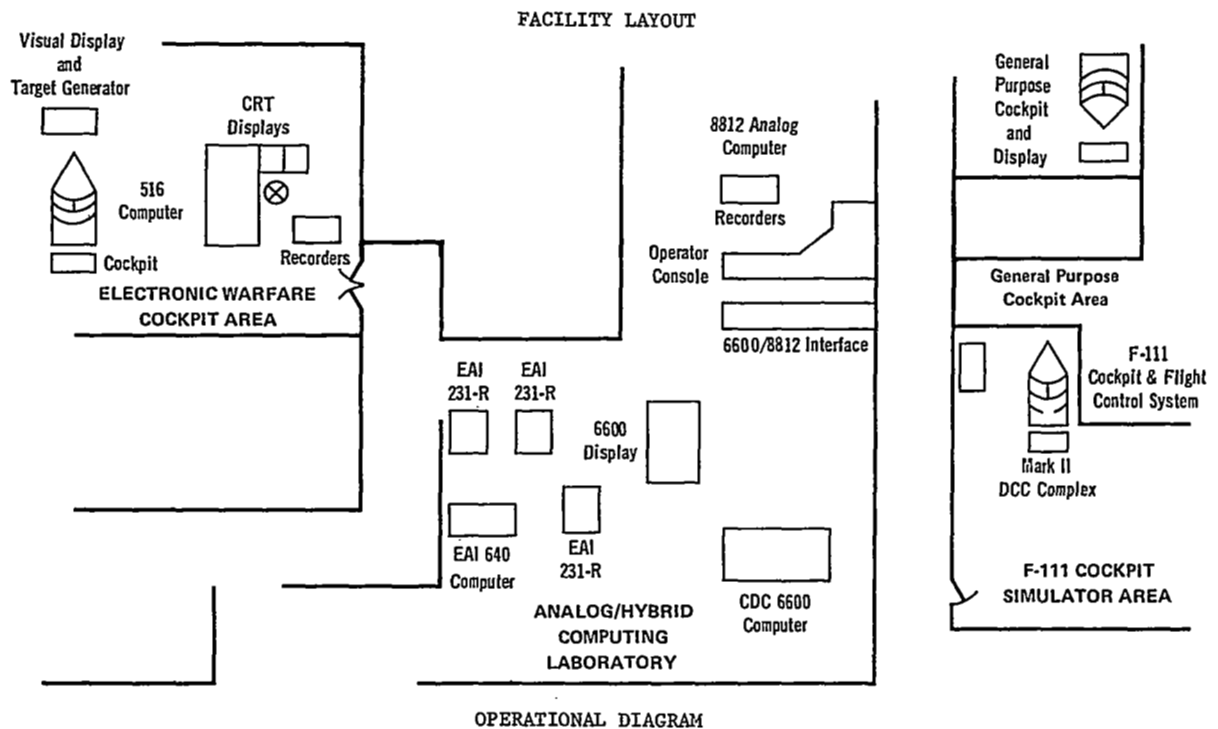 FACILITY LAYOUT
Visual Display
and
Target Generator
CRT
Displays
516
Computer
Cockpit
Recorders
ELECTRONIC WARFARE
COCKPIT AREA
8812 Analog
Computer
Recorders
Operator
Console
6600/8812 Interface
EAI
231-R
EAI
231-R
6600
Display
EAI 640
Computer
EAI
231-R
CDC 6600
Computer
ANALOG/HYBRID
COMPUTING
LABORATORY
General
Purpose
Cockpit
and
Display
General Purpose
Cockpit Area
F-111
Cockpit & Flight
Control System
Mark II
DCC Complex
F-111 COCKPIT
SIMULATOR AREA
OPERATIONAL DIAGRAM